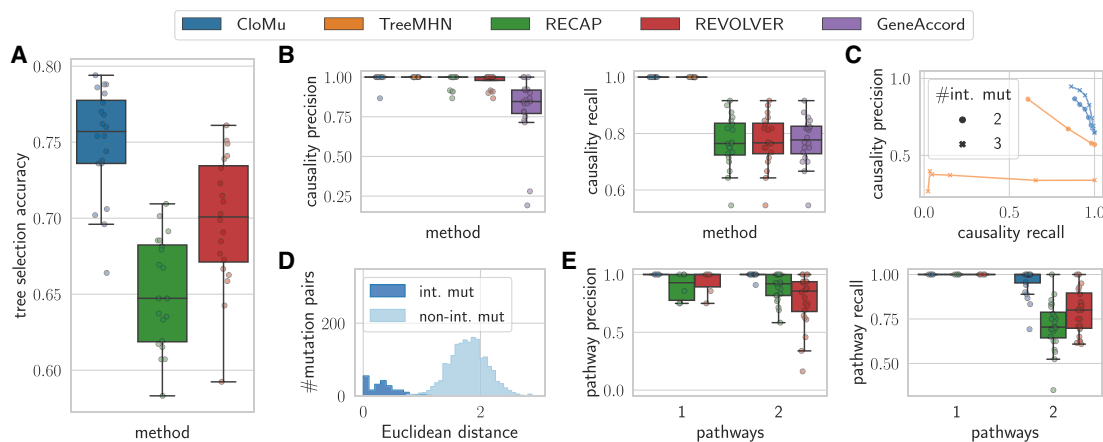 CloMu TreeMHN RECAP REVOLVER GeneAccord
A
tree selection accuracy
0.80
0.75
0.70
0.65
0.60
method
B
causality precision
1.00
0.75
0.50
0.25
method
causality recall
1.0
0.8
0.6
method
C
causality precision
1.0
0.5
#int. mut
2
3
0.0 0.5 1.0
causality recall
D
#mutation pairs
200
0
int. mut
non-int. mut
0 2
Euclidean distance
E
pathway precision
1.0
0.5
0.0
1 2
pathways
pathway recall
1.00
0.75
0.50
1 2
pathways